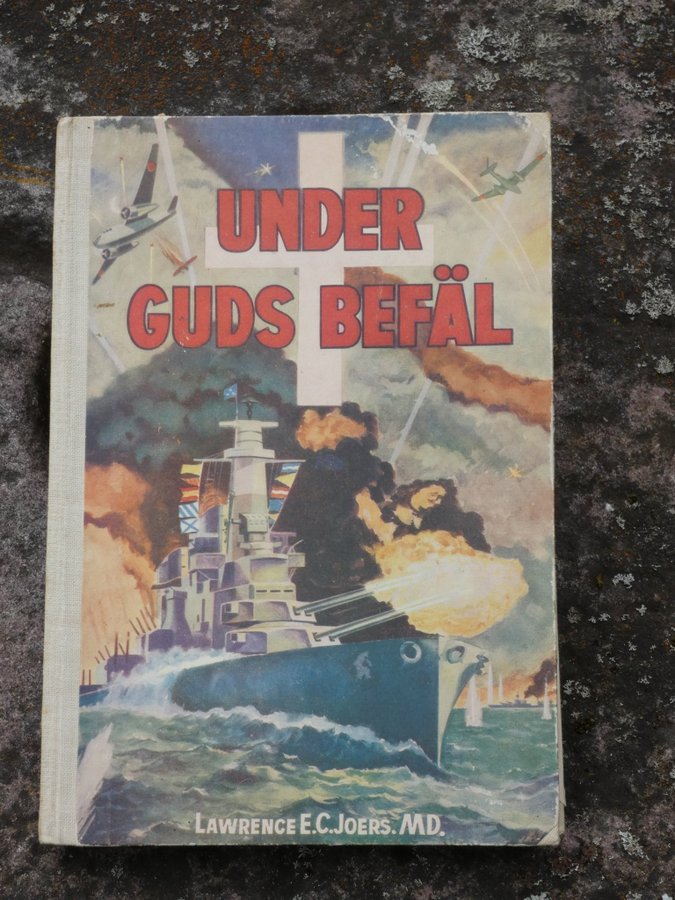 UNDER
GUDS BEFÄL
LAWRENCE E.C.JOERS. MD.